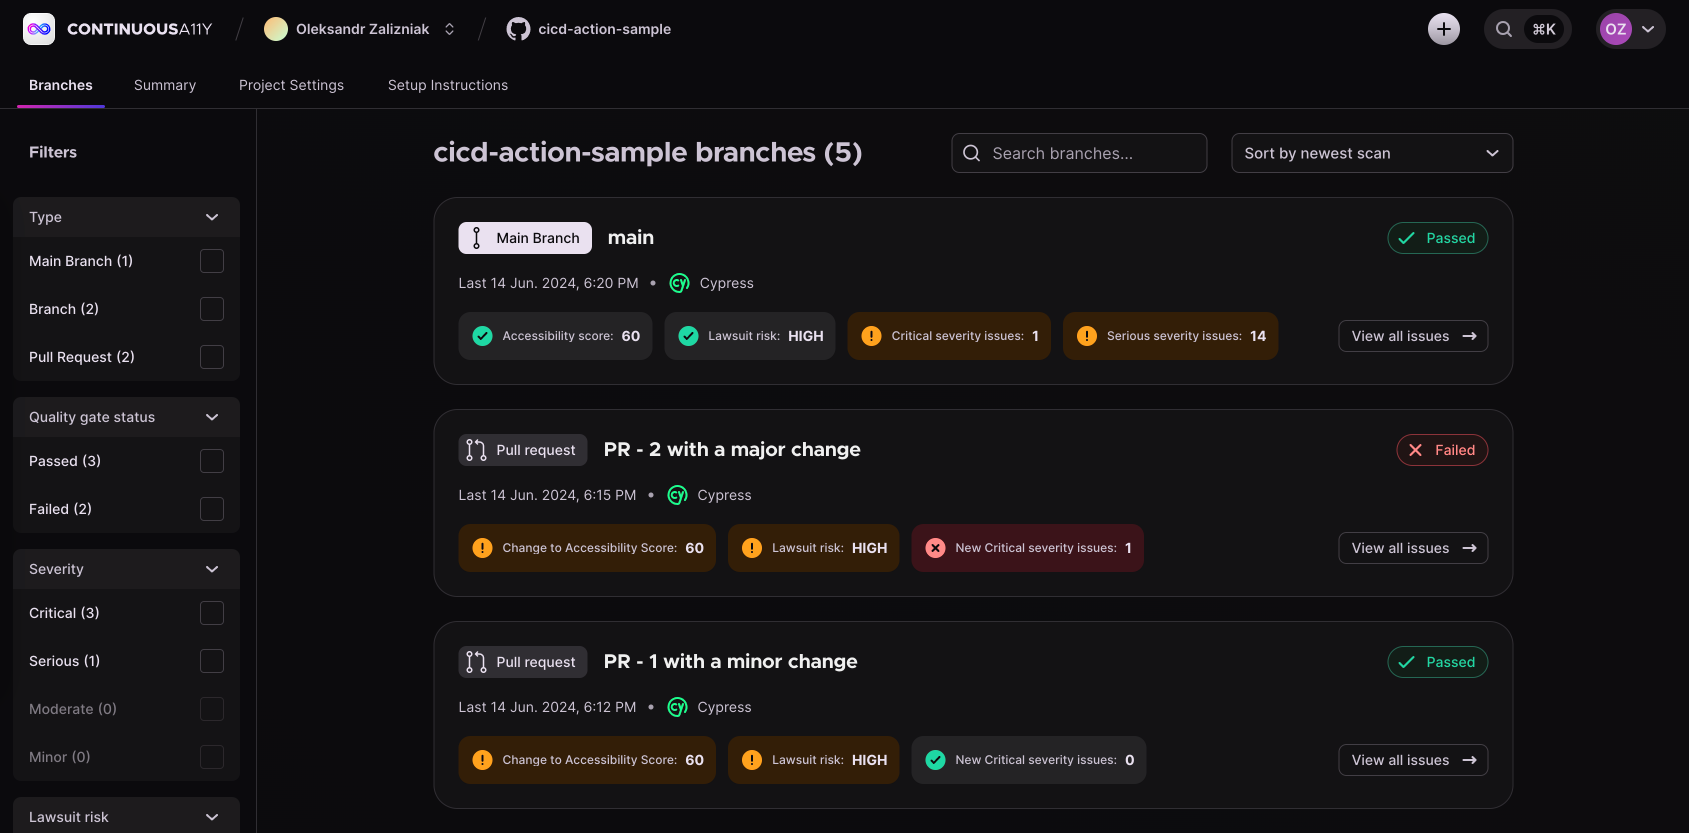 CONTINUOUSA11Y / Oleksandr Zalizniak / cicd-action-sample + ⌘K OZ
Branches Summary Project Settings Setup Instructions
Filters
Type
Main Branch (1)
Branch (2)
Pull Request (2)
Quality gate status
Passed (3)
Failed (2)
Severity
Critical (3)
Serious (1)
Moderate (0)
Minor (0)
Lawsuit risk
cicd-action-sample branches (5)
Search branches...
Sort by newest scan
Main Branch main Passed
Last 14 Jun. 2024, 6:20 PM • cy Cypress
Accessibility score: 60 Lawsuit risk: HIGH Critical severity issues: 1 Serious severity issues: 14 View all issues →
Pull request PR - 2 with a major change Failed
Last 14 Jun. 2024, 6:15 PM • cy Cypress
Change to Accessibility Score: 60 Lawsuit risk: HIGH New Critical severity issues: 1 View all issues →
Pull request PR - 1 with a minor change Passed
Last 14 Jun. 2024, 6:12 PM • cy Cypress
Change to Accessibility Score: 60 Lawsuit risk: HIGH New Critical severity issues: 0 View all issues →